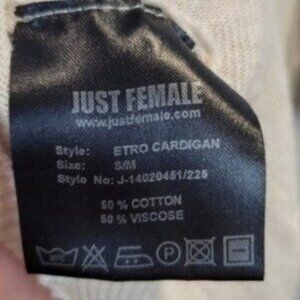 JUST FEMALE
www.justfemale.com
Style: ETRO CARDIGAN
Size: S/M
Style No: J-14020451/225
50 % COTTON
50 % VISCOSE
P